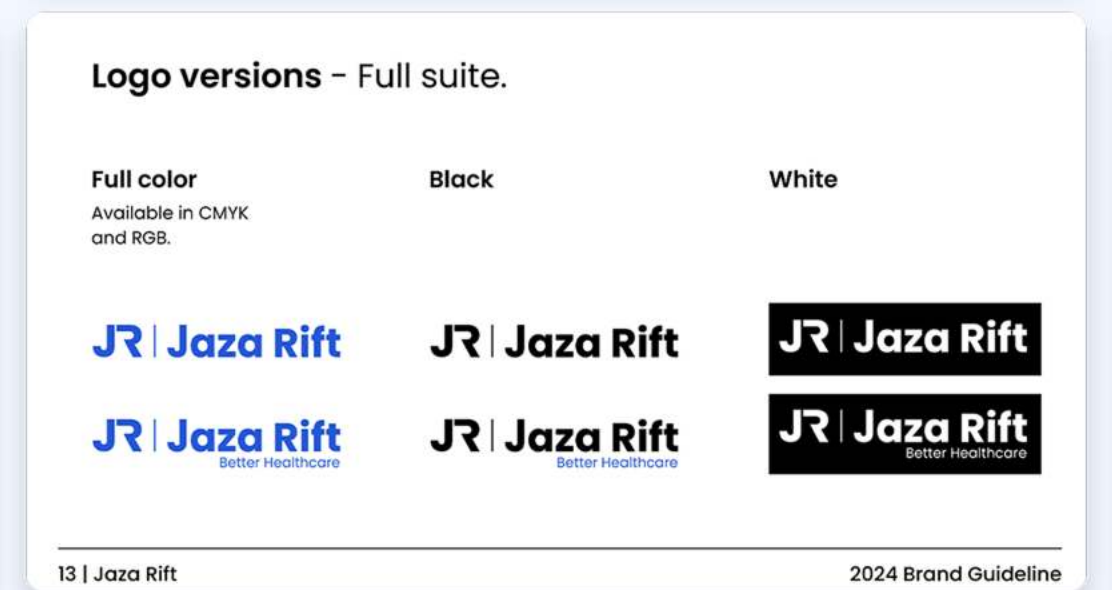 Logo versions - Full suite.
Full color
Available in CMYK
and RGB.
Black
White
JR | Jaza Rift
JR | Jaza Rift
JR | Jaza Rift
JR | Jaza Rift
Better Healthcare
JR | Jaza Rift
Better Healthcare
JR | Jaza Rift
Better Healthcare
13 | Jaza Rift
2024 Brand Guideline